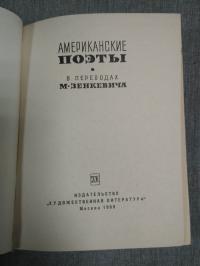 АМЕРИКАНСКИЕ
ПОЭТЫ
В ПЕРЕВОДАХ
М·ЗЕНКЕВИЧА
ИЗДАТЕЛЬСТВО
«ХУДОЖЕСТВЕННАЯ ЛИТЕРАТУРА»
Москва 1969